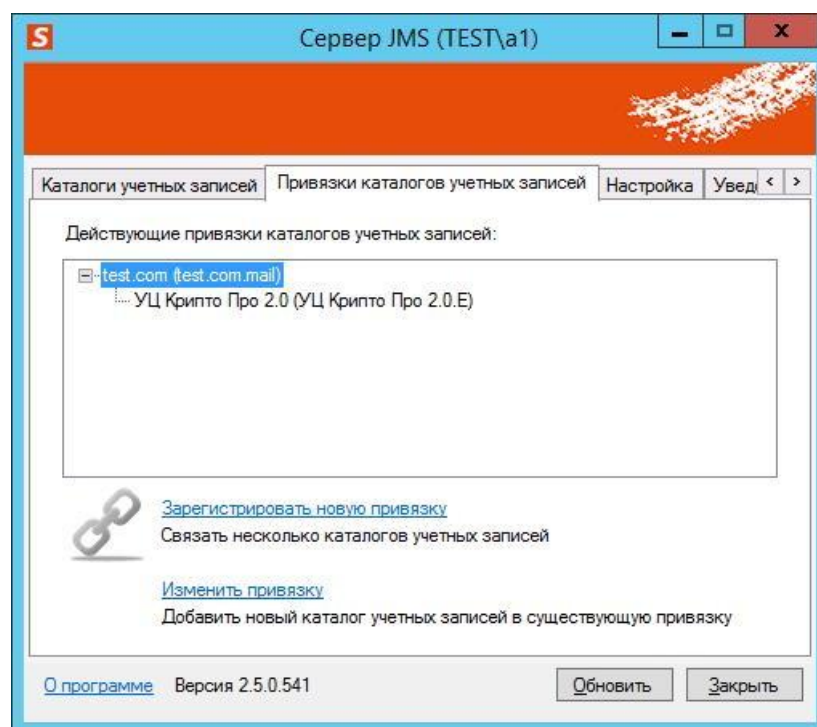 S
Сервер JMS (TEST\a1)
Каталоги учетных записей Привязки каталогов учетных записей Настройка Увед
Действующие привязки каталогов учетных записей:
test.com (test.com.mail)
УЦ Крипто Про 2.0 (УЦ Крипто Про 2.0.E)
Зарегистрировать новую привязку
Связать несколько каталогов учетных записей
Изменить привязку
Добавить новый каталог учетных записей в существующую привязку
О программе Версия 2.5.0.541 Обновить Закрыть